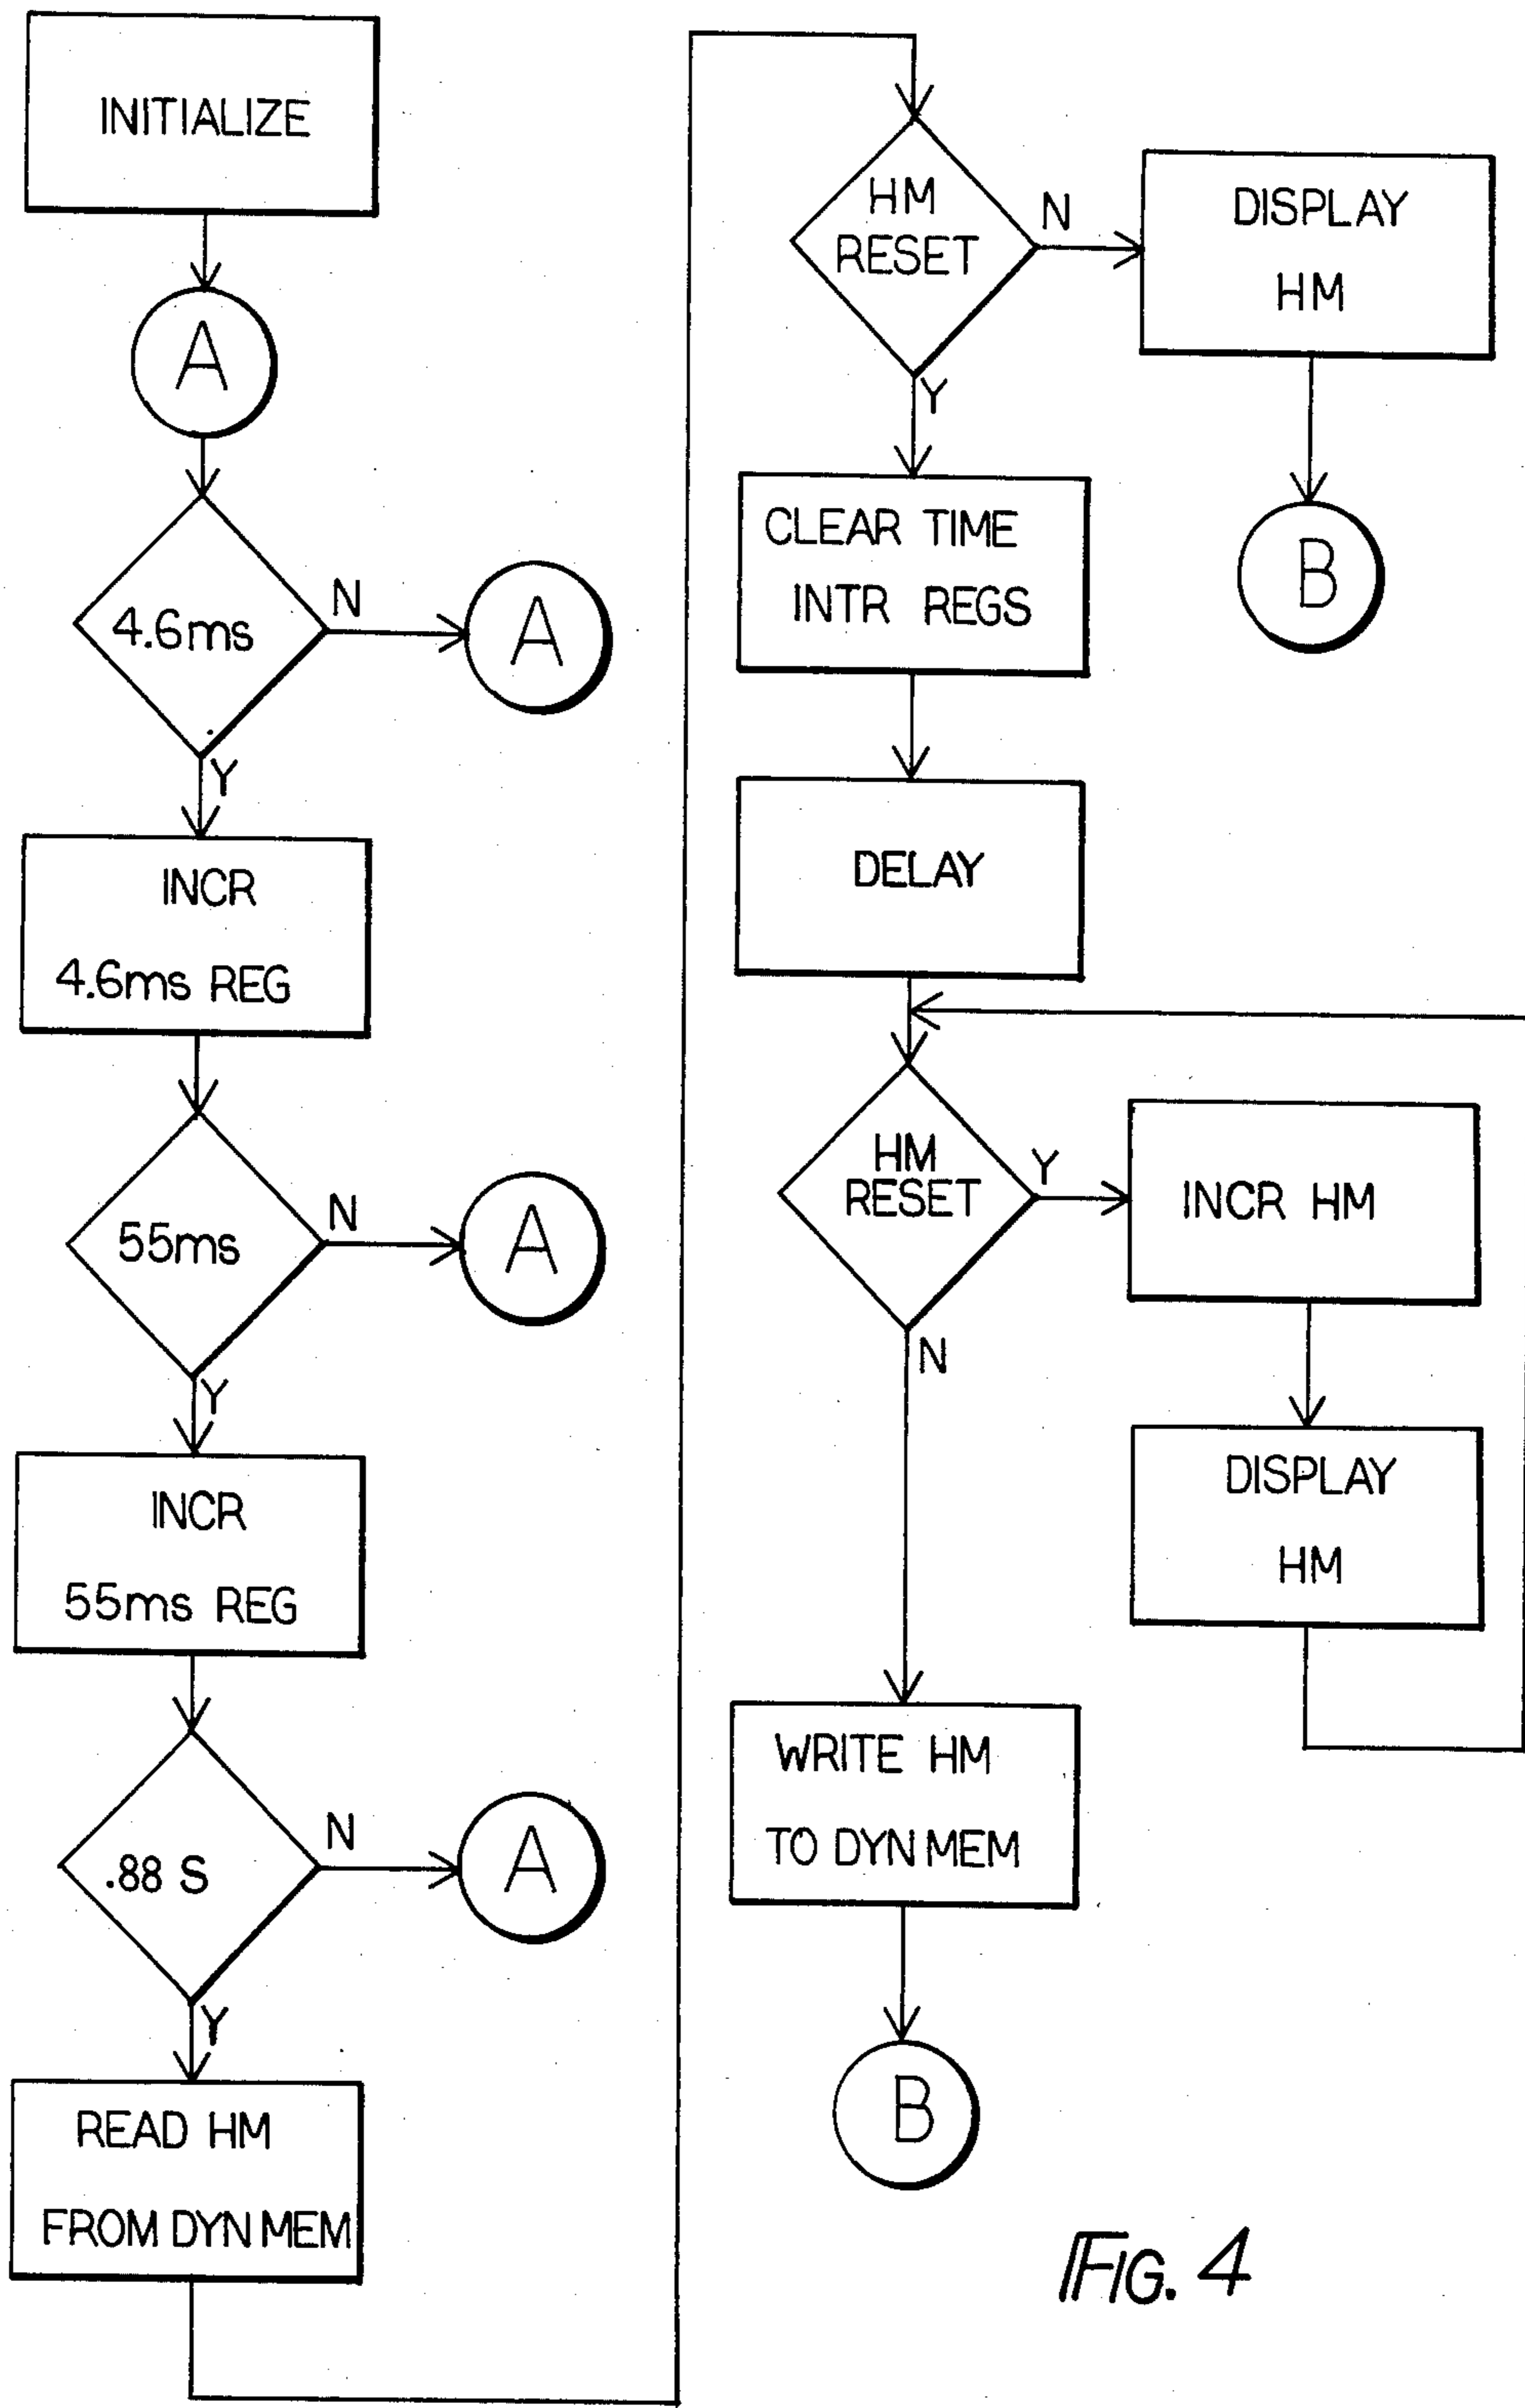 INITIALIZE
A
4.6ms
N
A
Y
INCR
4.6ms REG
55ms
N
A
Y
INCR
55ms REG
.88 S
N
A
Y
READ HM
FROM DYN MEM
HM
RESET
N
DISPLAY
HM
B
Y
CLEAR TIME
INTR REGS
DELAY
HM
RESET
Y
INCR HM
DISPLAY
HM
N
WRITE HM
TO DYN MEM
B
FIG. 4